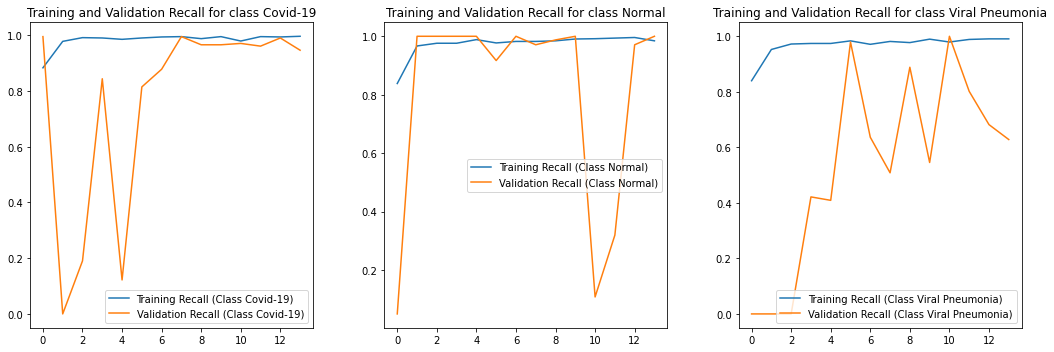 Training and Validation Recall for class Covid-19
1.0
0.8
0.6
0.4
0.2
0.0
Training Recall (Class Covid-19)
Validation Recall (Class Covid-19)
0 2 4 6 8 10 12
Training and Validation Recall for class Normal
1.0
0.8
0.6
0.4
0.2
Training Recall (Class Normal)
Validation Recall (Class Normal)
0 2 4 6 8 10 12
Training and Validation Recall for class Viral Pneumonia
1.0
0.8
0.6
0.4
0.2
0.0
Training Recall (Class Viral Pneumonia)
Validation Recall (Class Viral Pneumonia)
0 2 4 6 8 10 12